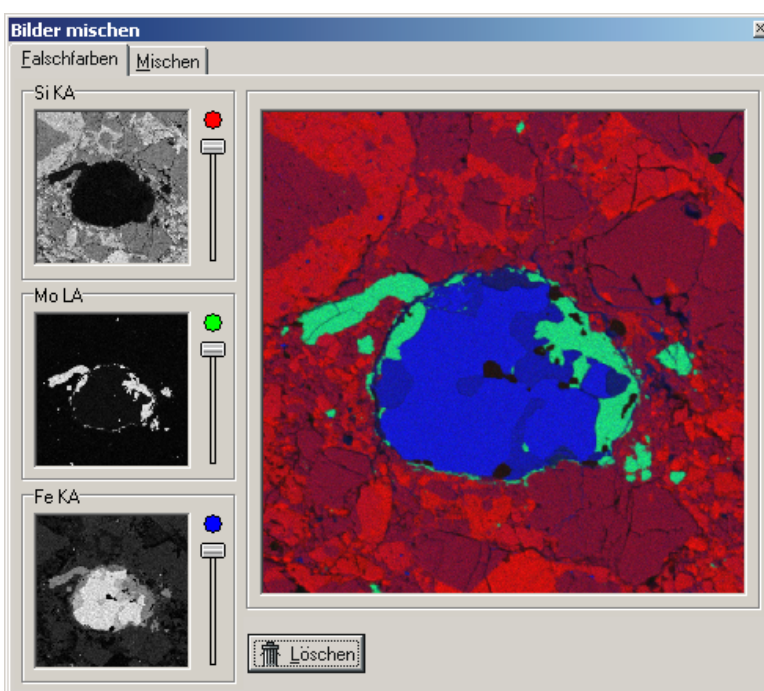 Bilder mischen
Falschfarben
Mischen
Si KA
Mo LA
Fe KA
Löschen